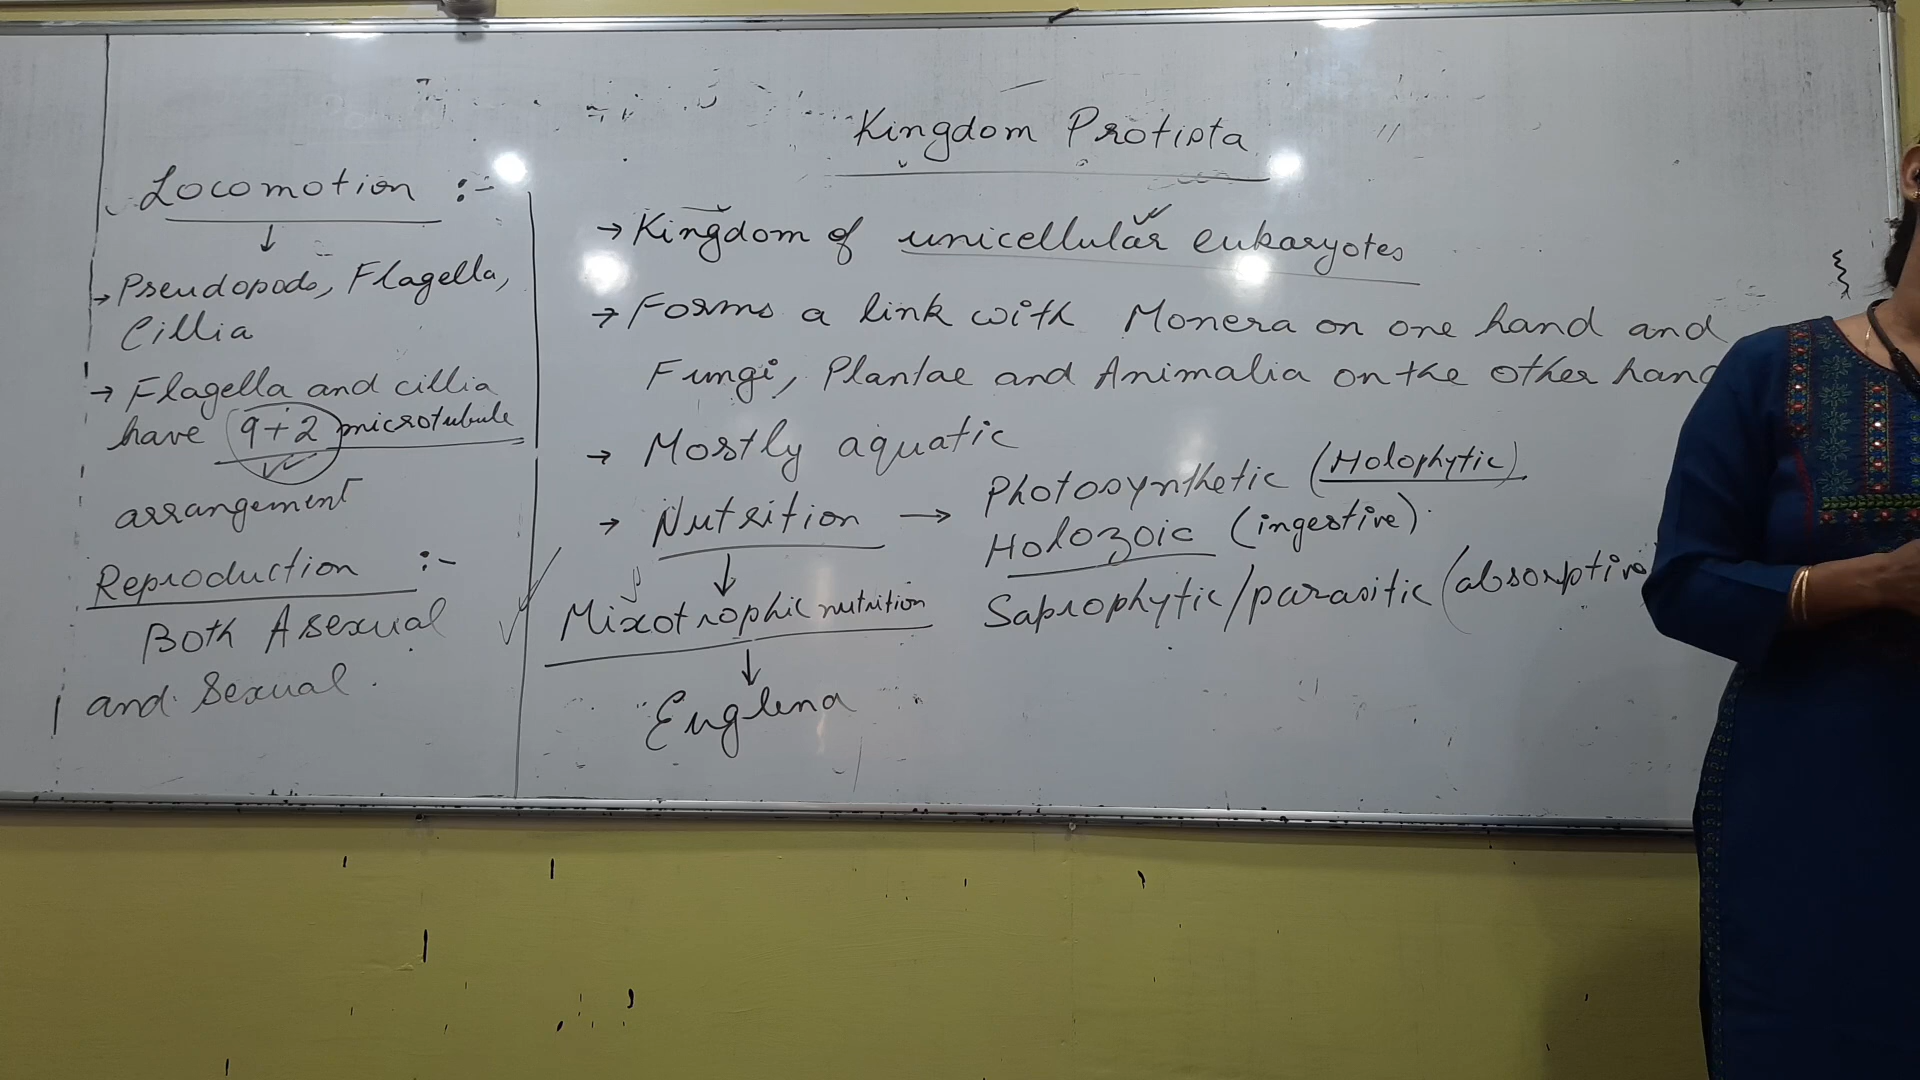 Kingdom Protista
→ Kingdom of unicellular eukaryotes
→ Forms a link with Monera on one hand and
Fungi, Plantae and Animalia on the other hand
→ Mostly aquatic
→ Nutrition → Photosynthetic (Holophytic)
Holozoic (ingestive)
Saprophytic/parasitic (absorptive
↓
Mixotrophic nutrition
↓
Euglena
Locomotion :-
↓
→ Pseudopods, Flagella,
Cillia
→ Flagella and cillia
have 9+2 microtubule
arrangement
Reproduction :-
Both Asexual
and Sexual.